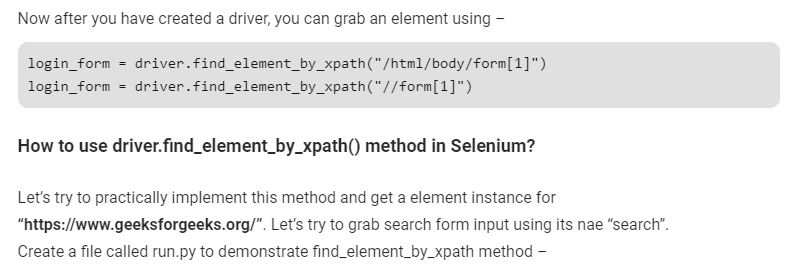 Now after you have created a driver, you can grab an element using –
login_form = driver.find_element_by_xpath("/html/body/form[1]")
login_form = driver.find_element_by_xpath("//form[1]")
How to use driver.find_element_by_xpath() method in Selenium?
Let’s try to practically implement this method and get a element instance for
“https://www.geeksforgeeks.org/”. Let’s try to grab search form input using its nae “search”.
Create a file called run.py to demonstrate find_element_by_xpath method –